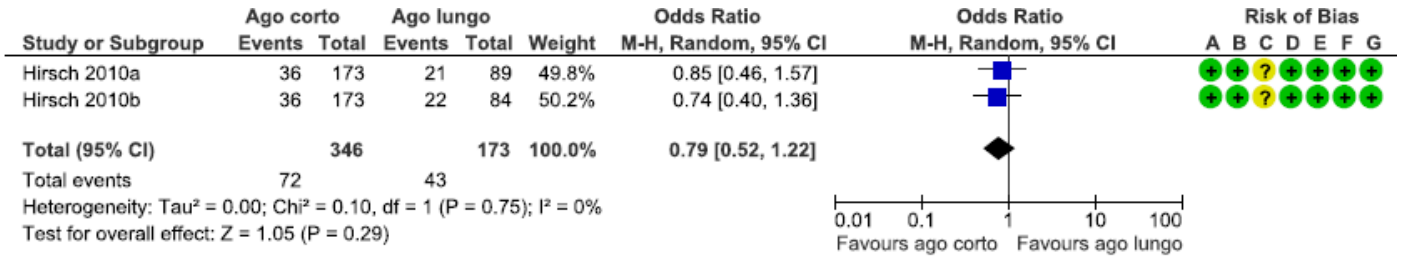 Ago corto Ago lungo Odds Ratio Odds Ratio Risk of Bias
Study or Subgroup Events Total Events Total Weight M-H, Random, 95% CI M-H, Random, 95% CI A B C D E F G
Hirsch 2010a 36 173 21 89 49.8% 0.85 [0.46, 1.57] + + ? + + + +
Hirsch 2010b 36 173 22 84 50.2% 0.74 [0.40, 1.36] + + ? + + + +
Total (95% CI) 346 173 100.0% 0.79 [0.52, 1.22]
Total events 72 43
Heterogeneity: Tau² = 0.00; Chi² = 0.10, df = 1 (P = 0.75); I² = 0%
Test for overall effect: Z = 1.05 (P = 0.29)
0.01 0.1 1 10 100
Favours ago corto Favours ago lungo